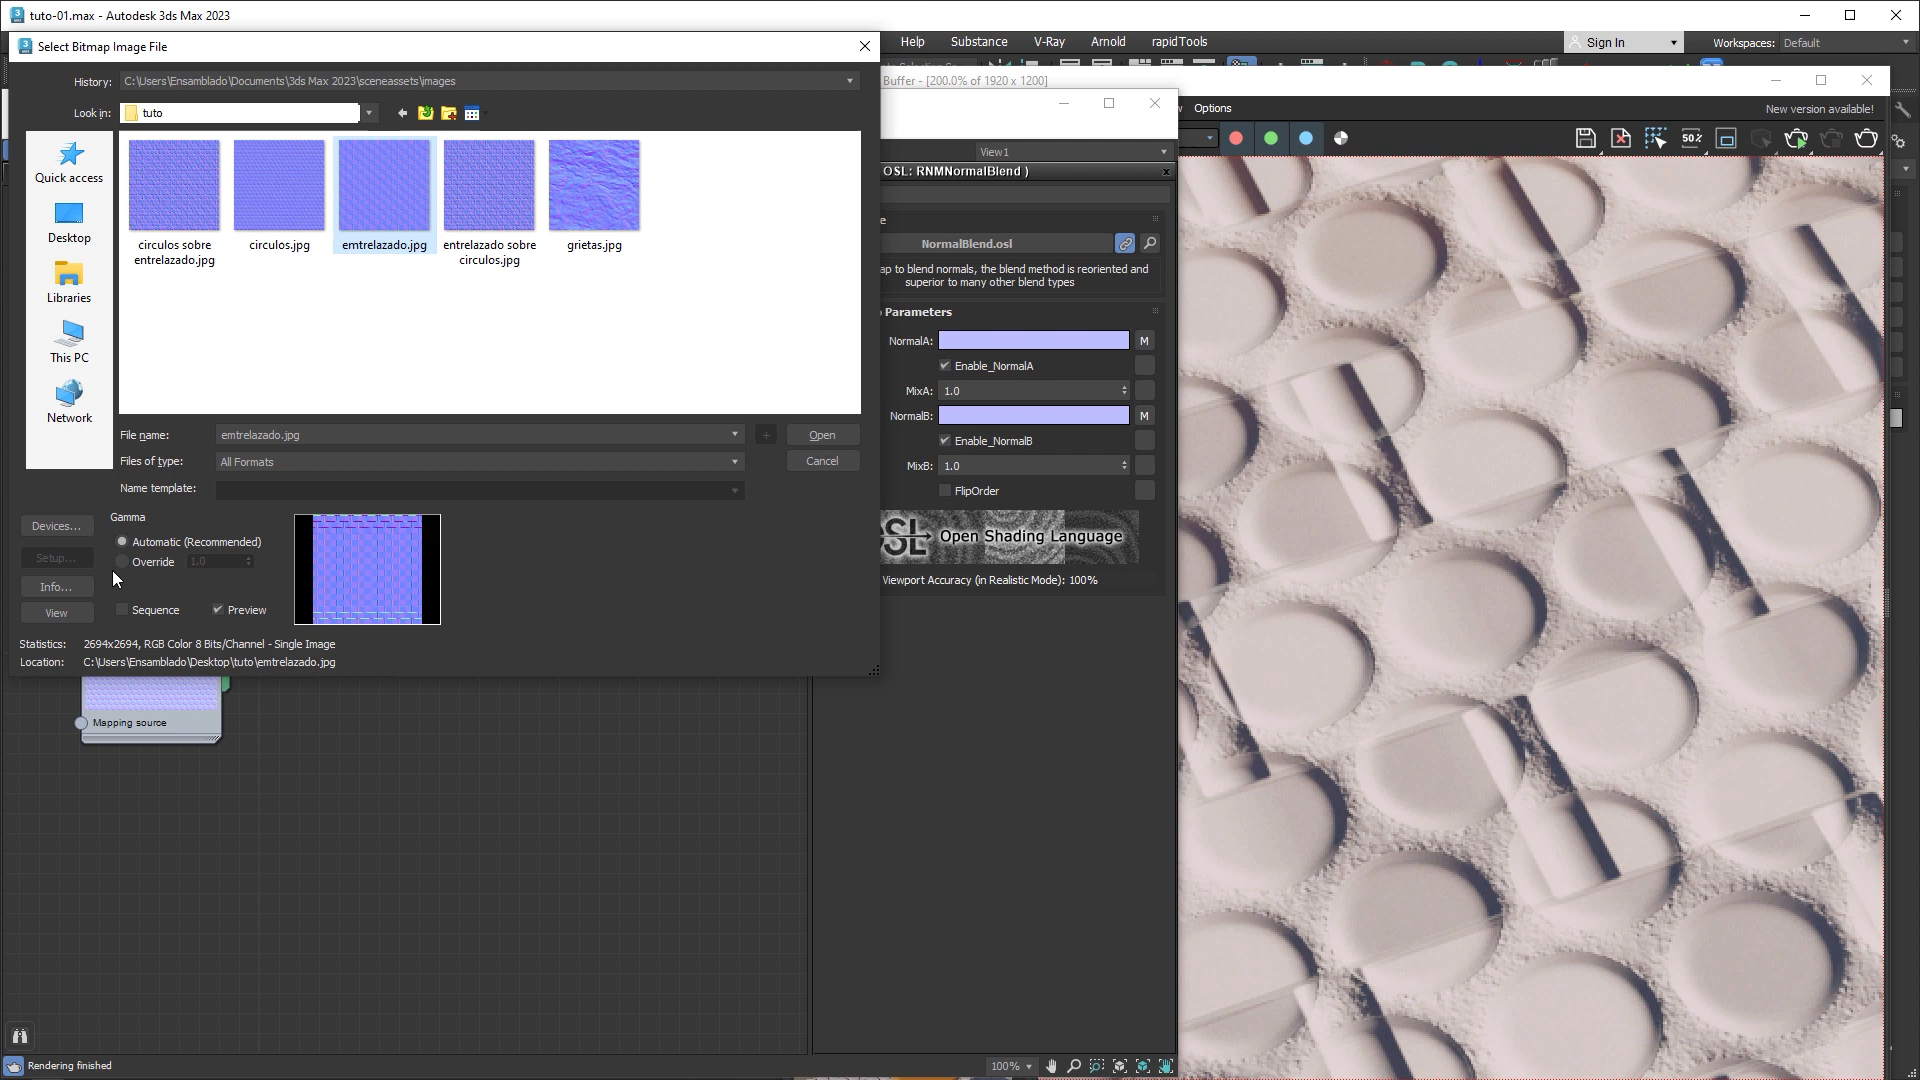 tuto-01.max - Autodesk 3ds Max 2023
Select Bitmap Image File
Help
Substance
V-Ray
Arnold
rapidTools
Sign In
Workspaces: Default
History: C:\Users\Ensamblado\Documents\3ds Max 2023\sceneassets\images
Buffer - [200.0% of 1920 x 1200]
Look in: tuto
Options
New version available!
50%
View1
Quick access
Desktop
Libraries
This PC
Network
circulos sobre entrelazado.jpg
circulos.jpg
emtrelazado.jpg
entrelazado sobre circulos.jpg
grietas.jpg
OSL: RNMNormalBlend )
NormalBlend.osl
ap to blend normals, the blend method is reoriented and
superior to many other blend types
Parameters
NormalA:
M
Enable_NormalA
MixA: 1.0
NormalB:
M
Enable_NormalB
MixB: 1.0
FlipOrder
OSL Open Shading Language
Viewport Accuracy (in Realistic Mode): 100%
File name: emtrelazado.jpg
+
Open
Files of type: All Formats
Cancel
Name template:
Gamma
Devices...
Automatic (Recommended)
Setup...
Override 1.0
Info...
Sequence
Preview
View
Statistics: 2694x2694, RGB Color 8 Bits/Channel - Single Image
Location: C:\Users\Ensamblado\Desktop\tuto\emtrelazado.jpg
Mapping source
Rendering finished
100%